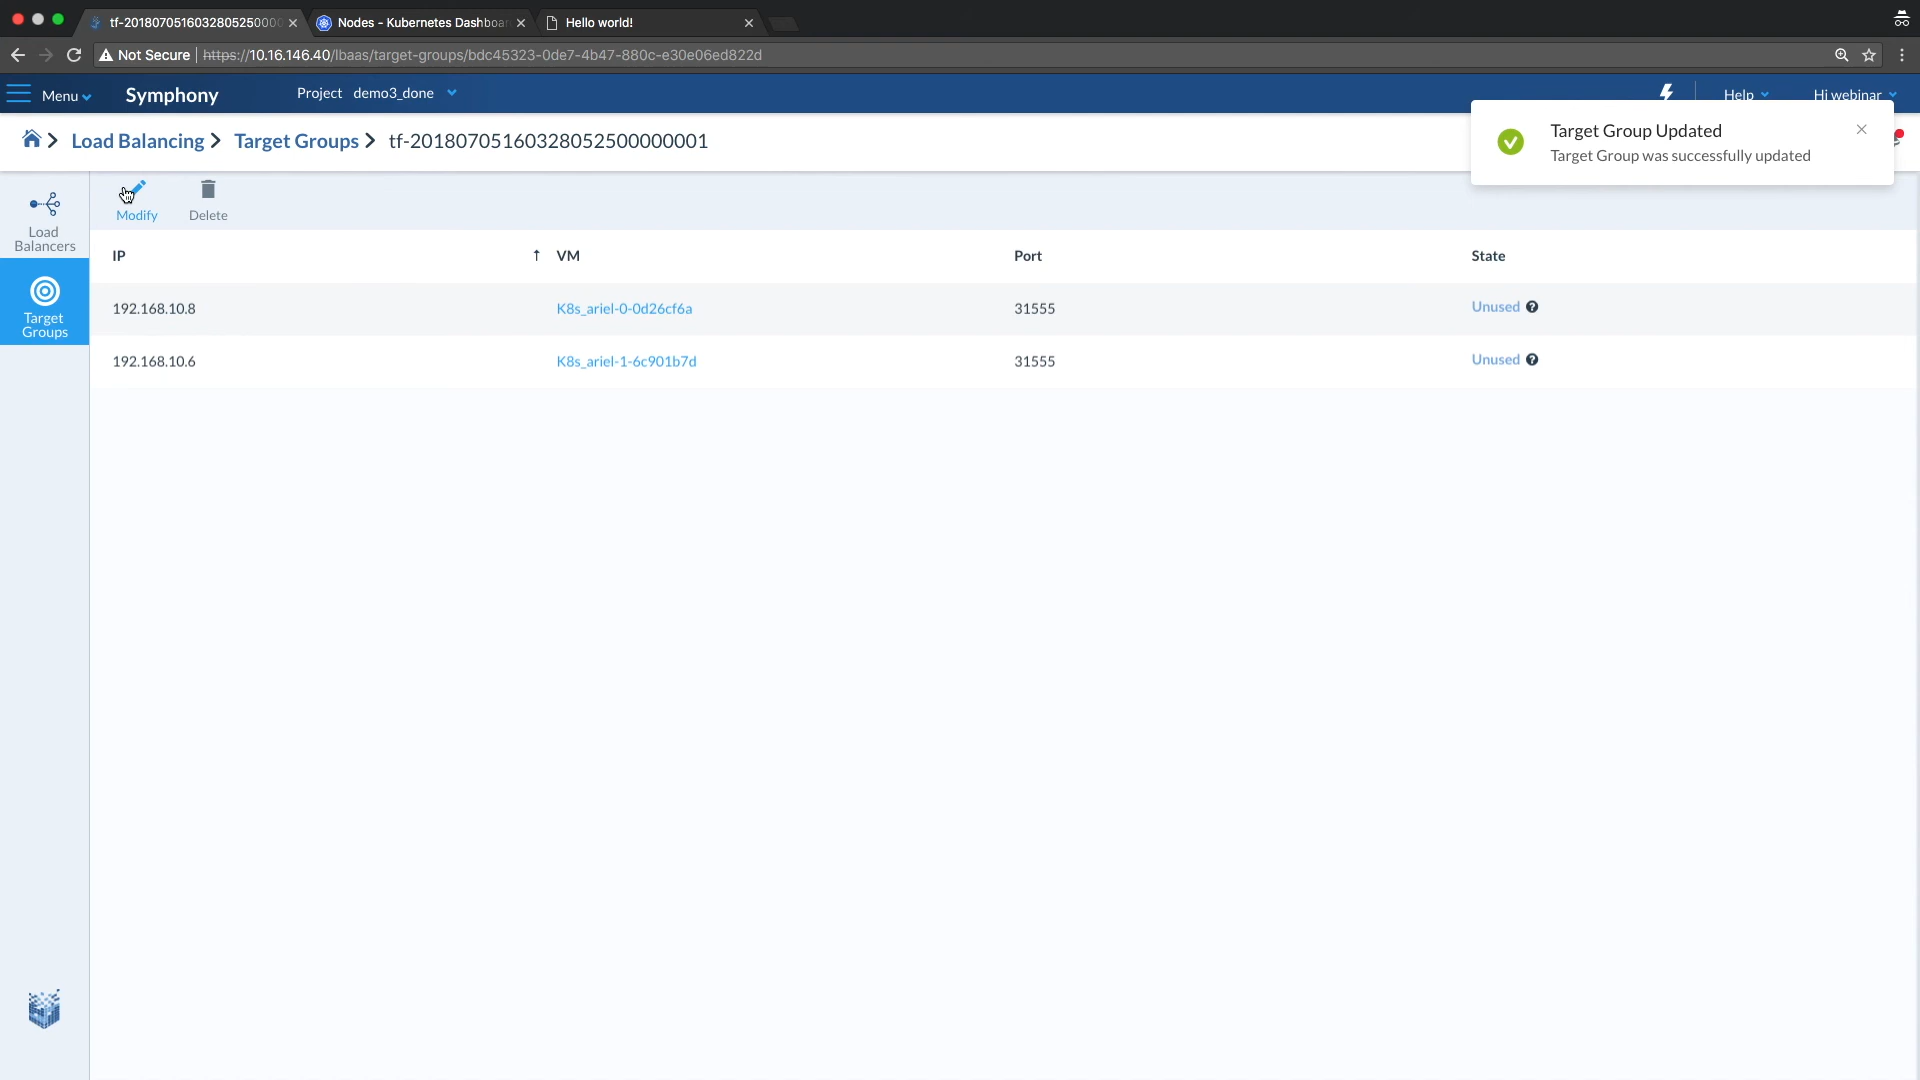 tf-20180705160328052500000
Nodes - Kubernetes Dashboar
Hello world!
Not Secure
https://10.16.146.40/lbaas/target-groups/bdc45323-0de7-4b47-880c-e30e06ed822d
Menu
Symphony
Project demo3_done
Help
Hi webinar
Load Balancing
Target Groups
tf-20180705160328052500000001
Target Group Updated
Target Group was successfully updated
Load
Balancers
Target
Groups
Modify
Delete
IP ↑ VM Port State
192.168.10.8 K8s_ariel-0-0d26cf6a 31555 Unused ?
192.168.10.6 K8s_ariel-1-6c901b7d 31555 Unused ?